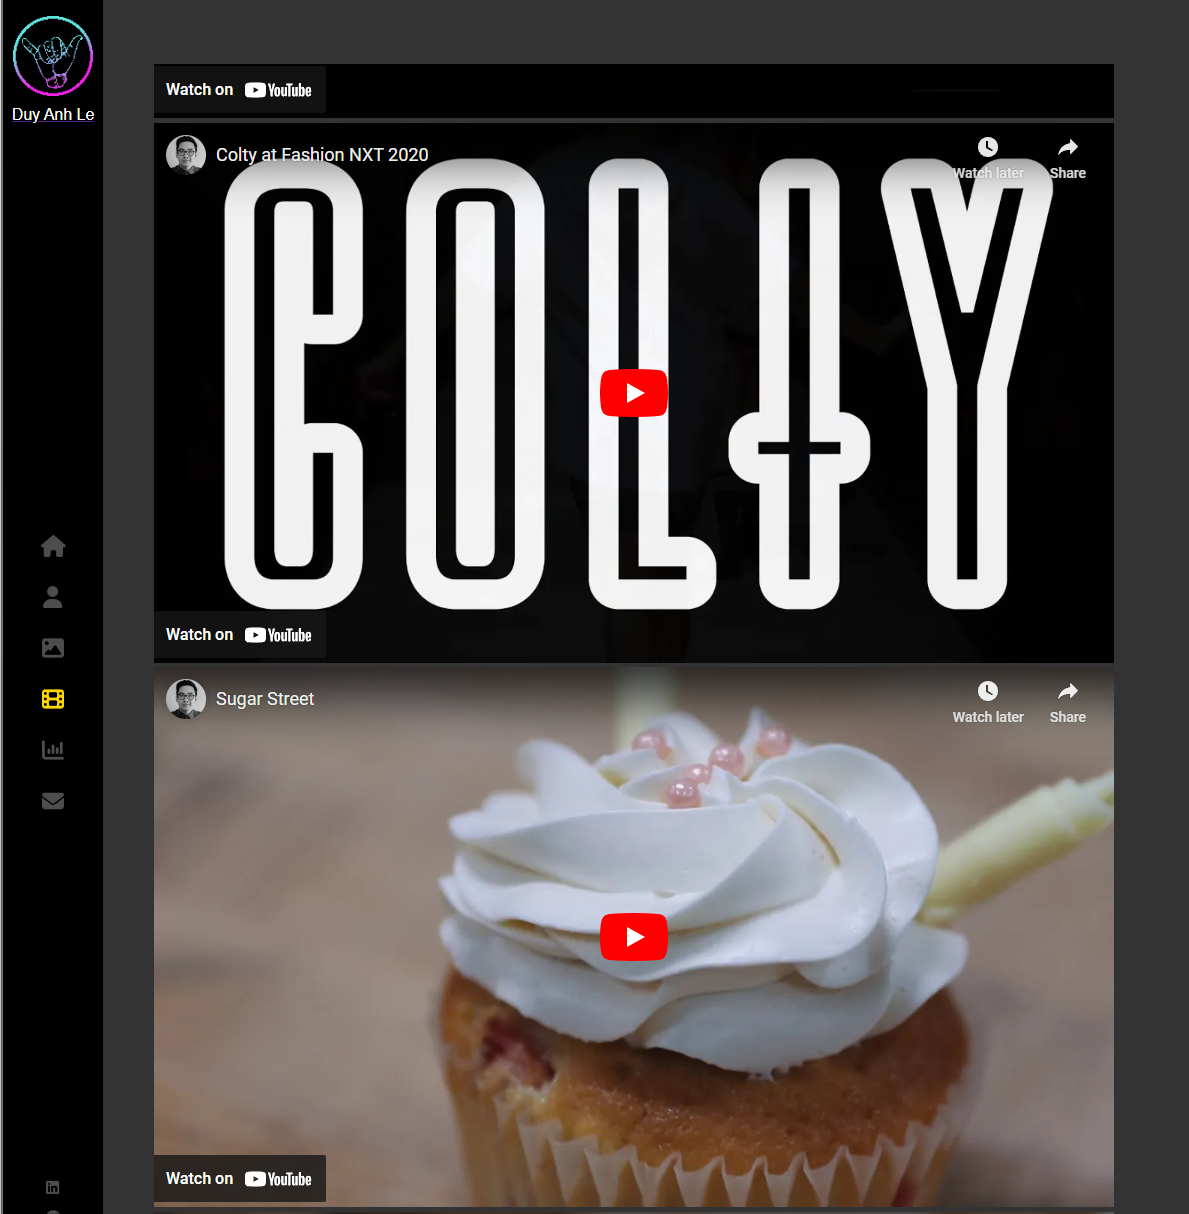 Duy Anh Le
Watch on YouTube
Colty at Fashion NXT 2020
Watch later
Share
COLTY
Watch on YouTube
Sugar Street
Watch later
Share
Watch on YouTube
in